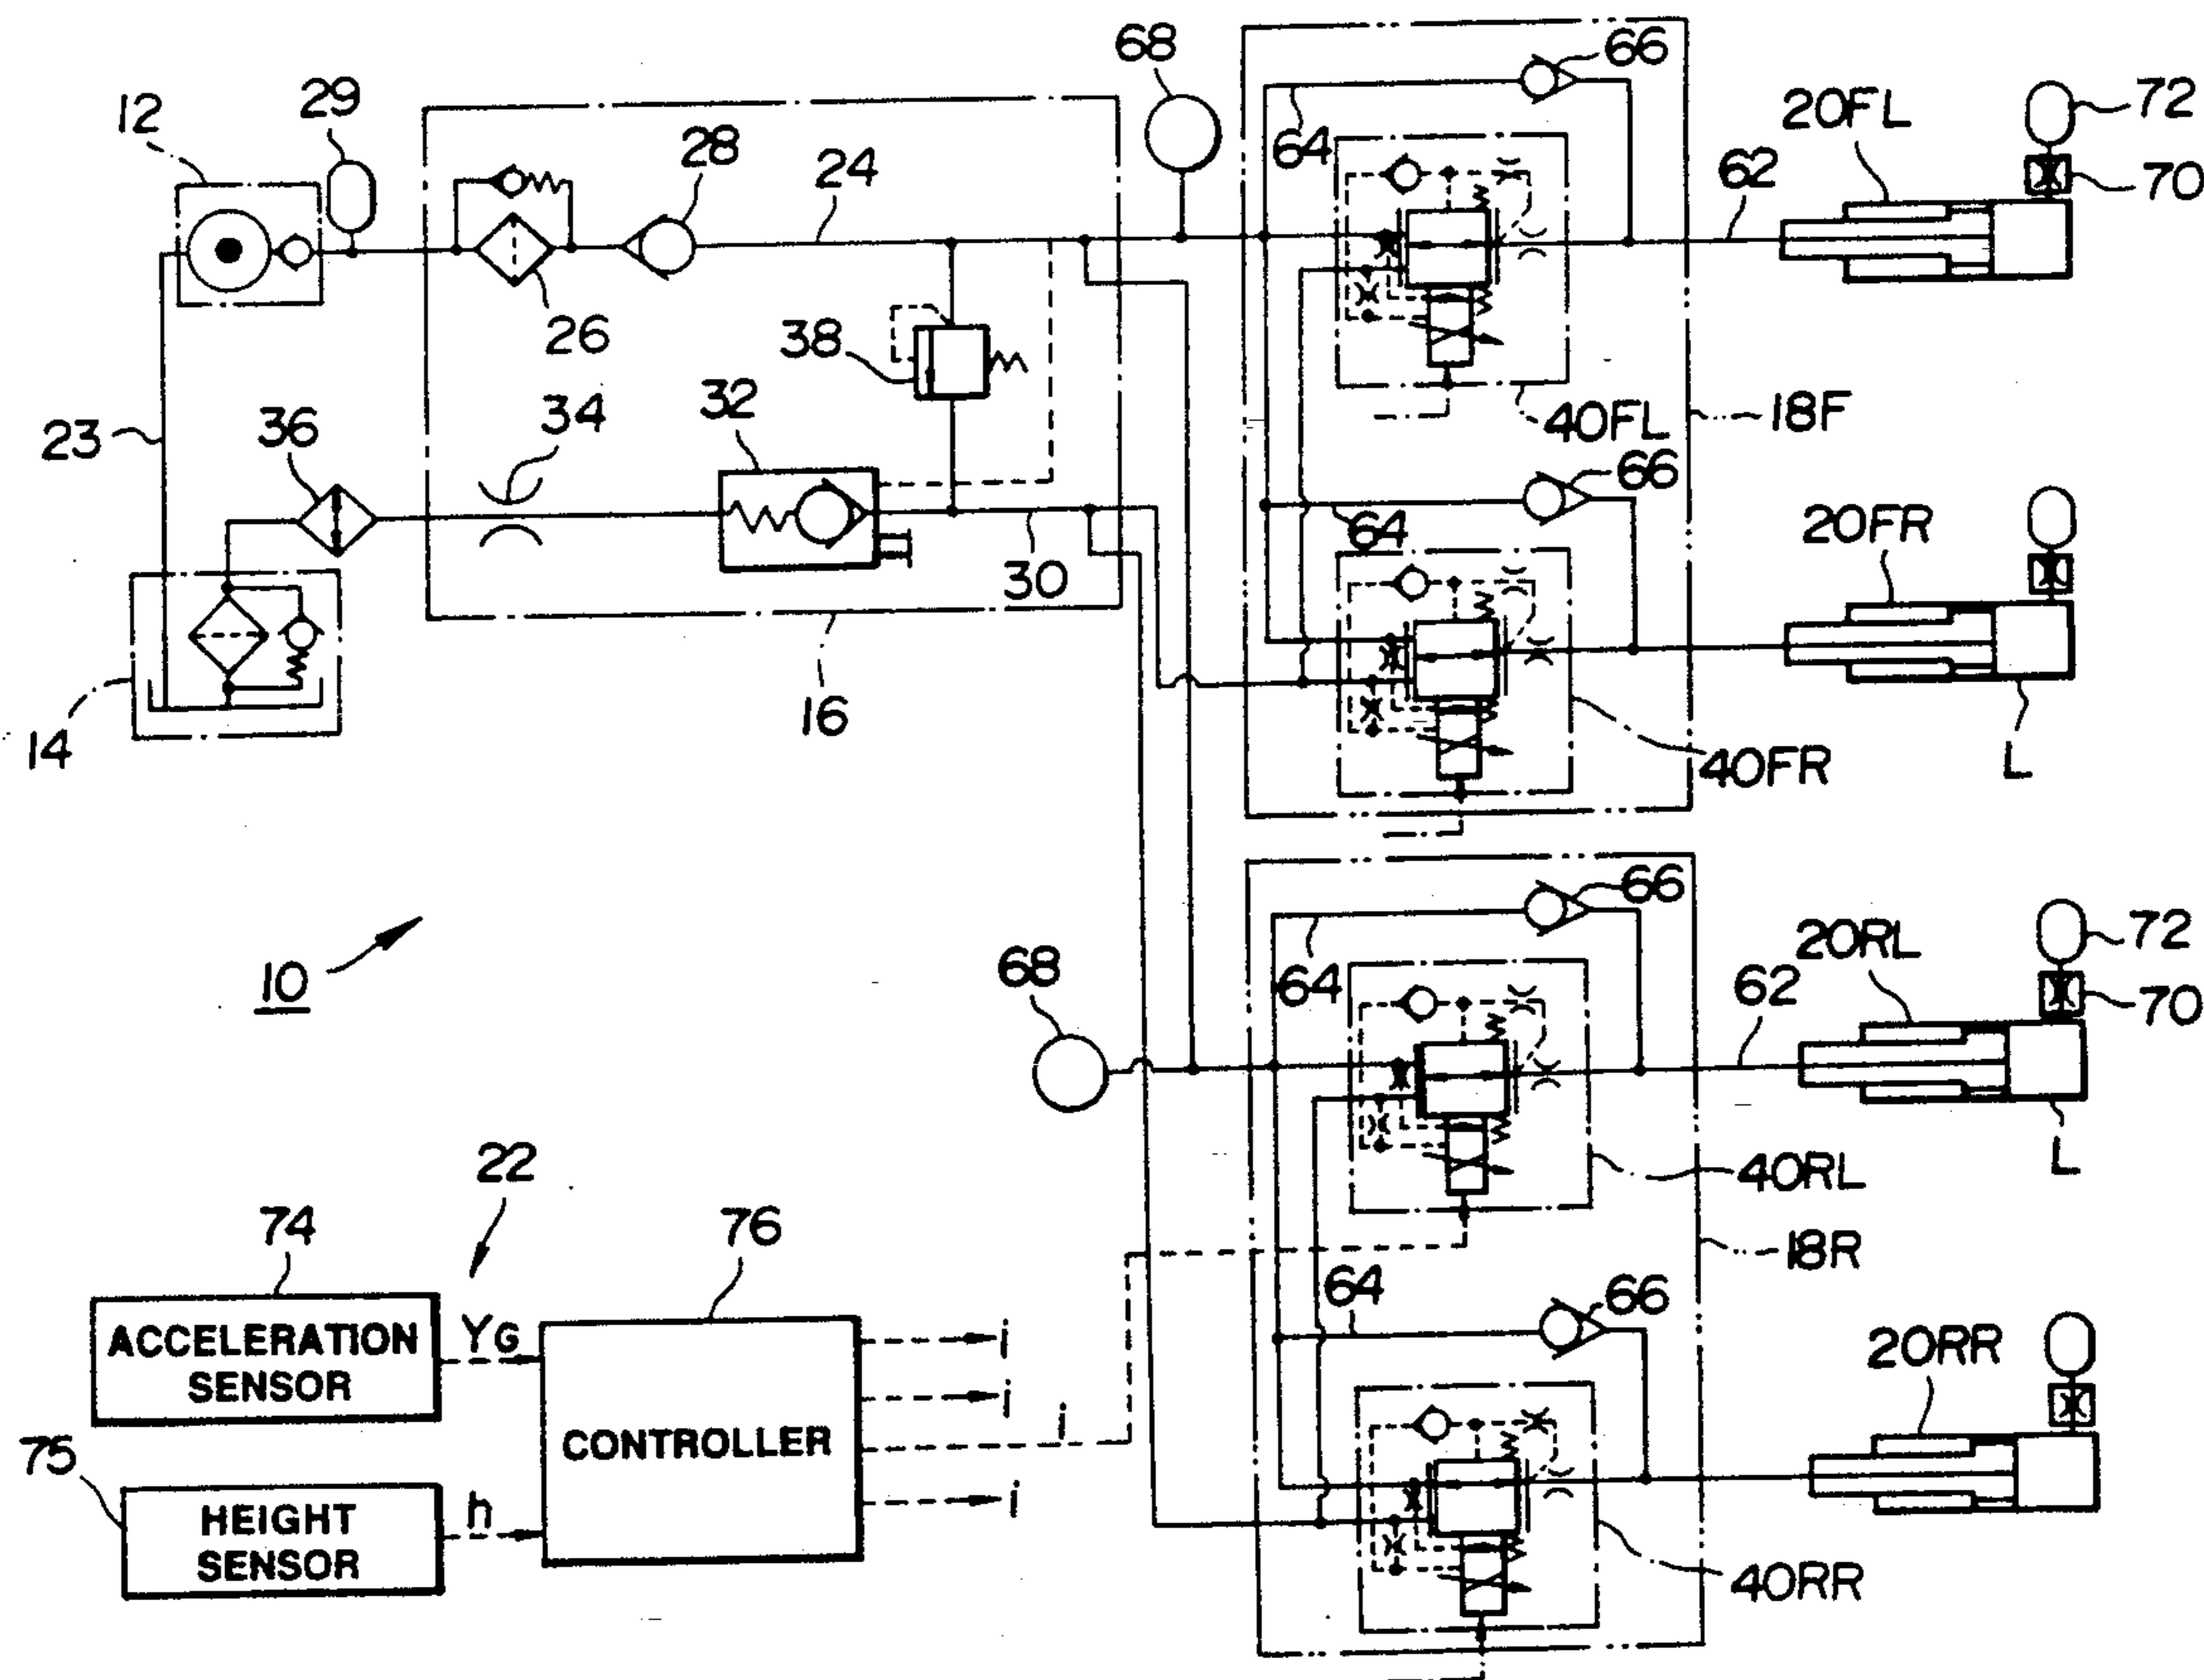 68
66
12
29
28
24
64
20FL
72
62
70
26
38
32
34
36
23
40FL
18F
66
64
20FR
30
16
14
40FR
L
66
20RL
72
64
62
70
68
10
40RL
L
18R
22
74
76
64
66
20RR
ACCELERATION
SENSOR
YG
i
i
i
CONTROLLER
75
HEIGHT
SENSOR
h
i
40RR